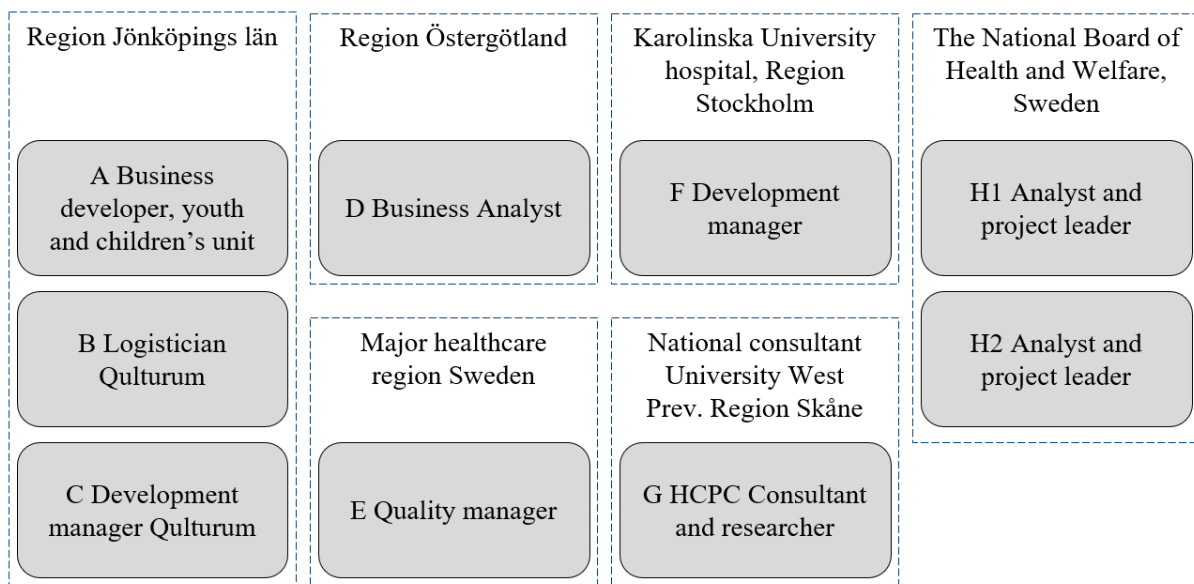 Region Jönköpings län
A Business
developer, youth
and children’s unit
B Logistician
Qulturum
C Development
manager Qulturum
Region Östergötland
D Business Analyst
Major healthcare
region Sweden
E Quality manager
Karolinska University
hospital, Region
Stockholm
F Development
manager
National consultant
University West
Prev. Region Skåne
G HCPC Consultant
and researcher
The National Board of
Health and Welfare,
Sweden
H1 Analyst and
project leader
H2 Analyst and
project leader